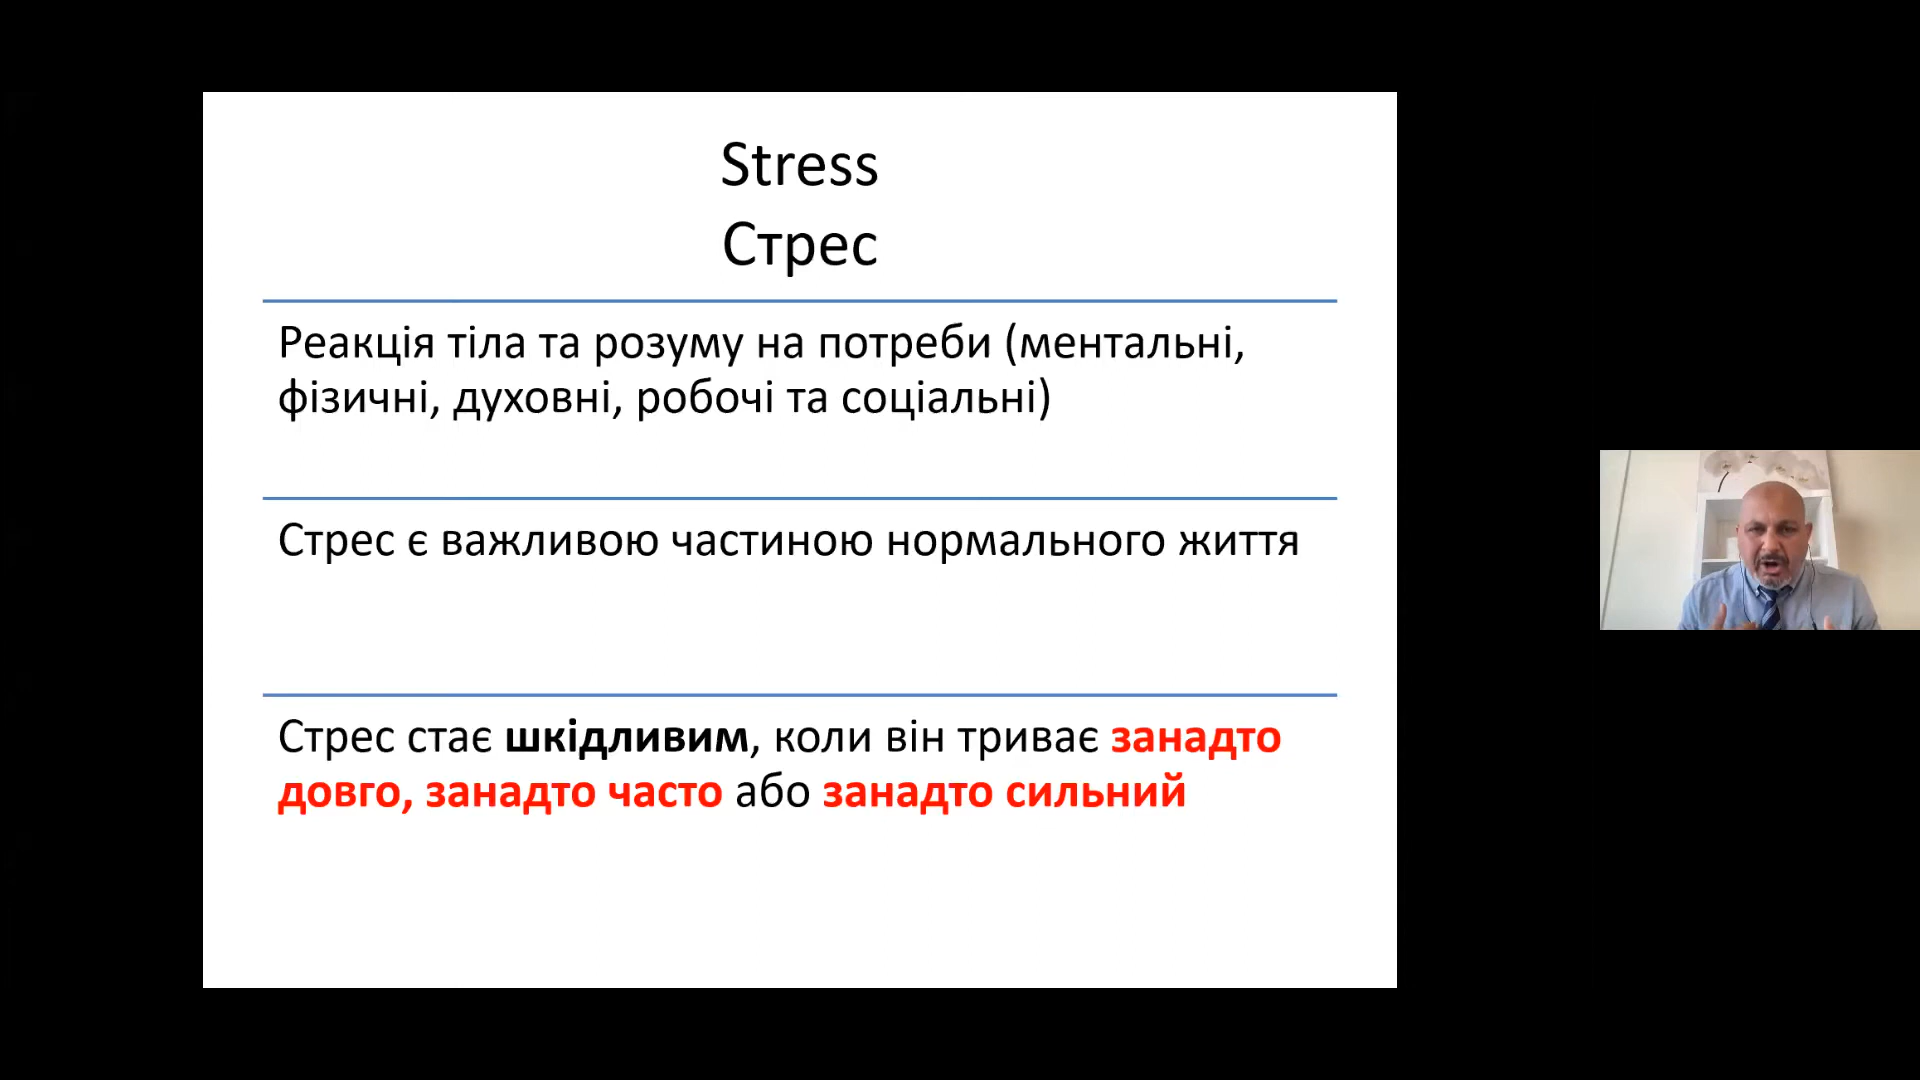 Stress
Стрес
Реакція тіла та розуму на потреби (ментальні,
фізичні, духовні, робочі та соціальні)
Стрес є важливою частиною нормального життя
Стрес стає шкідливим, коли він триває занадто
довго, занадто часто або занадто сильний